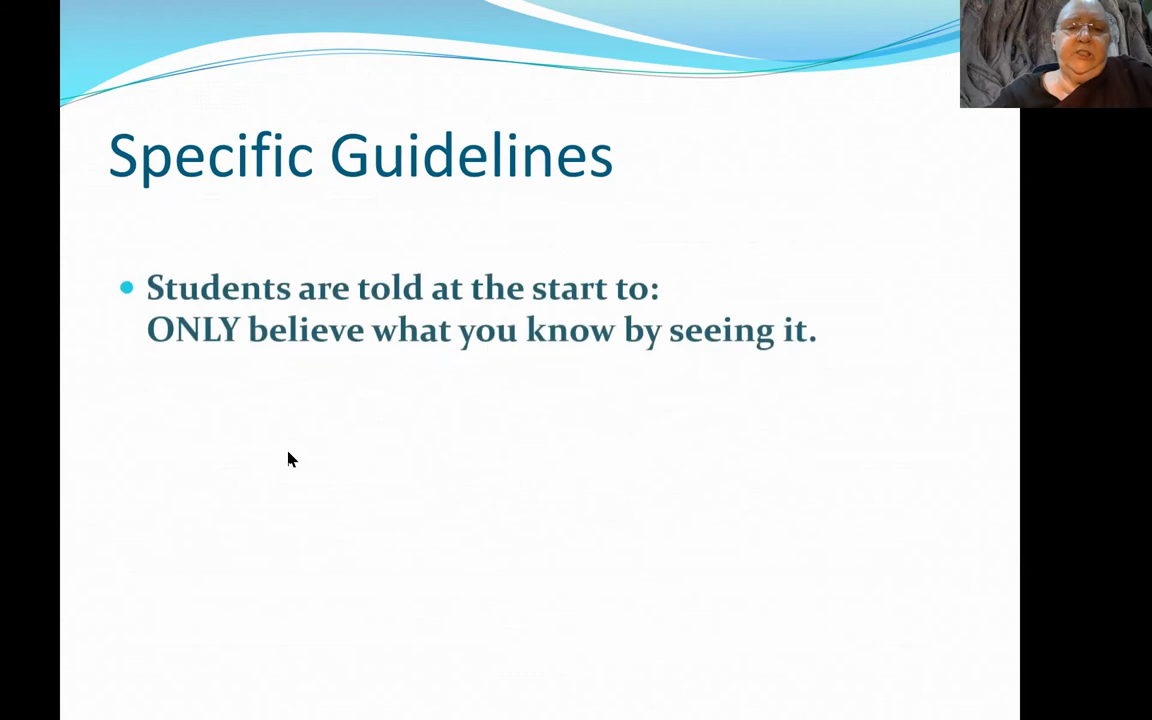 Specific Guidelines
Students are told at the start to:
ONLY believe what you know by seeing it.